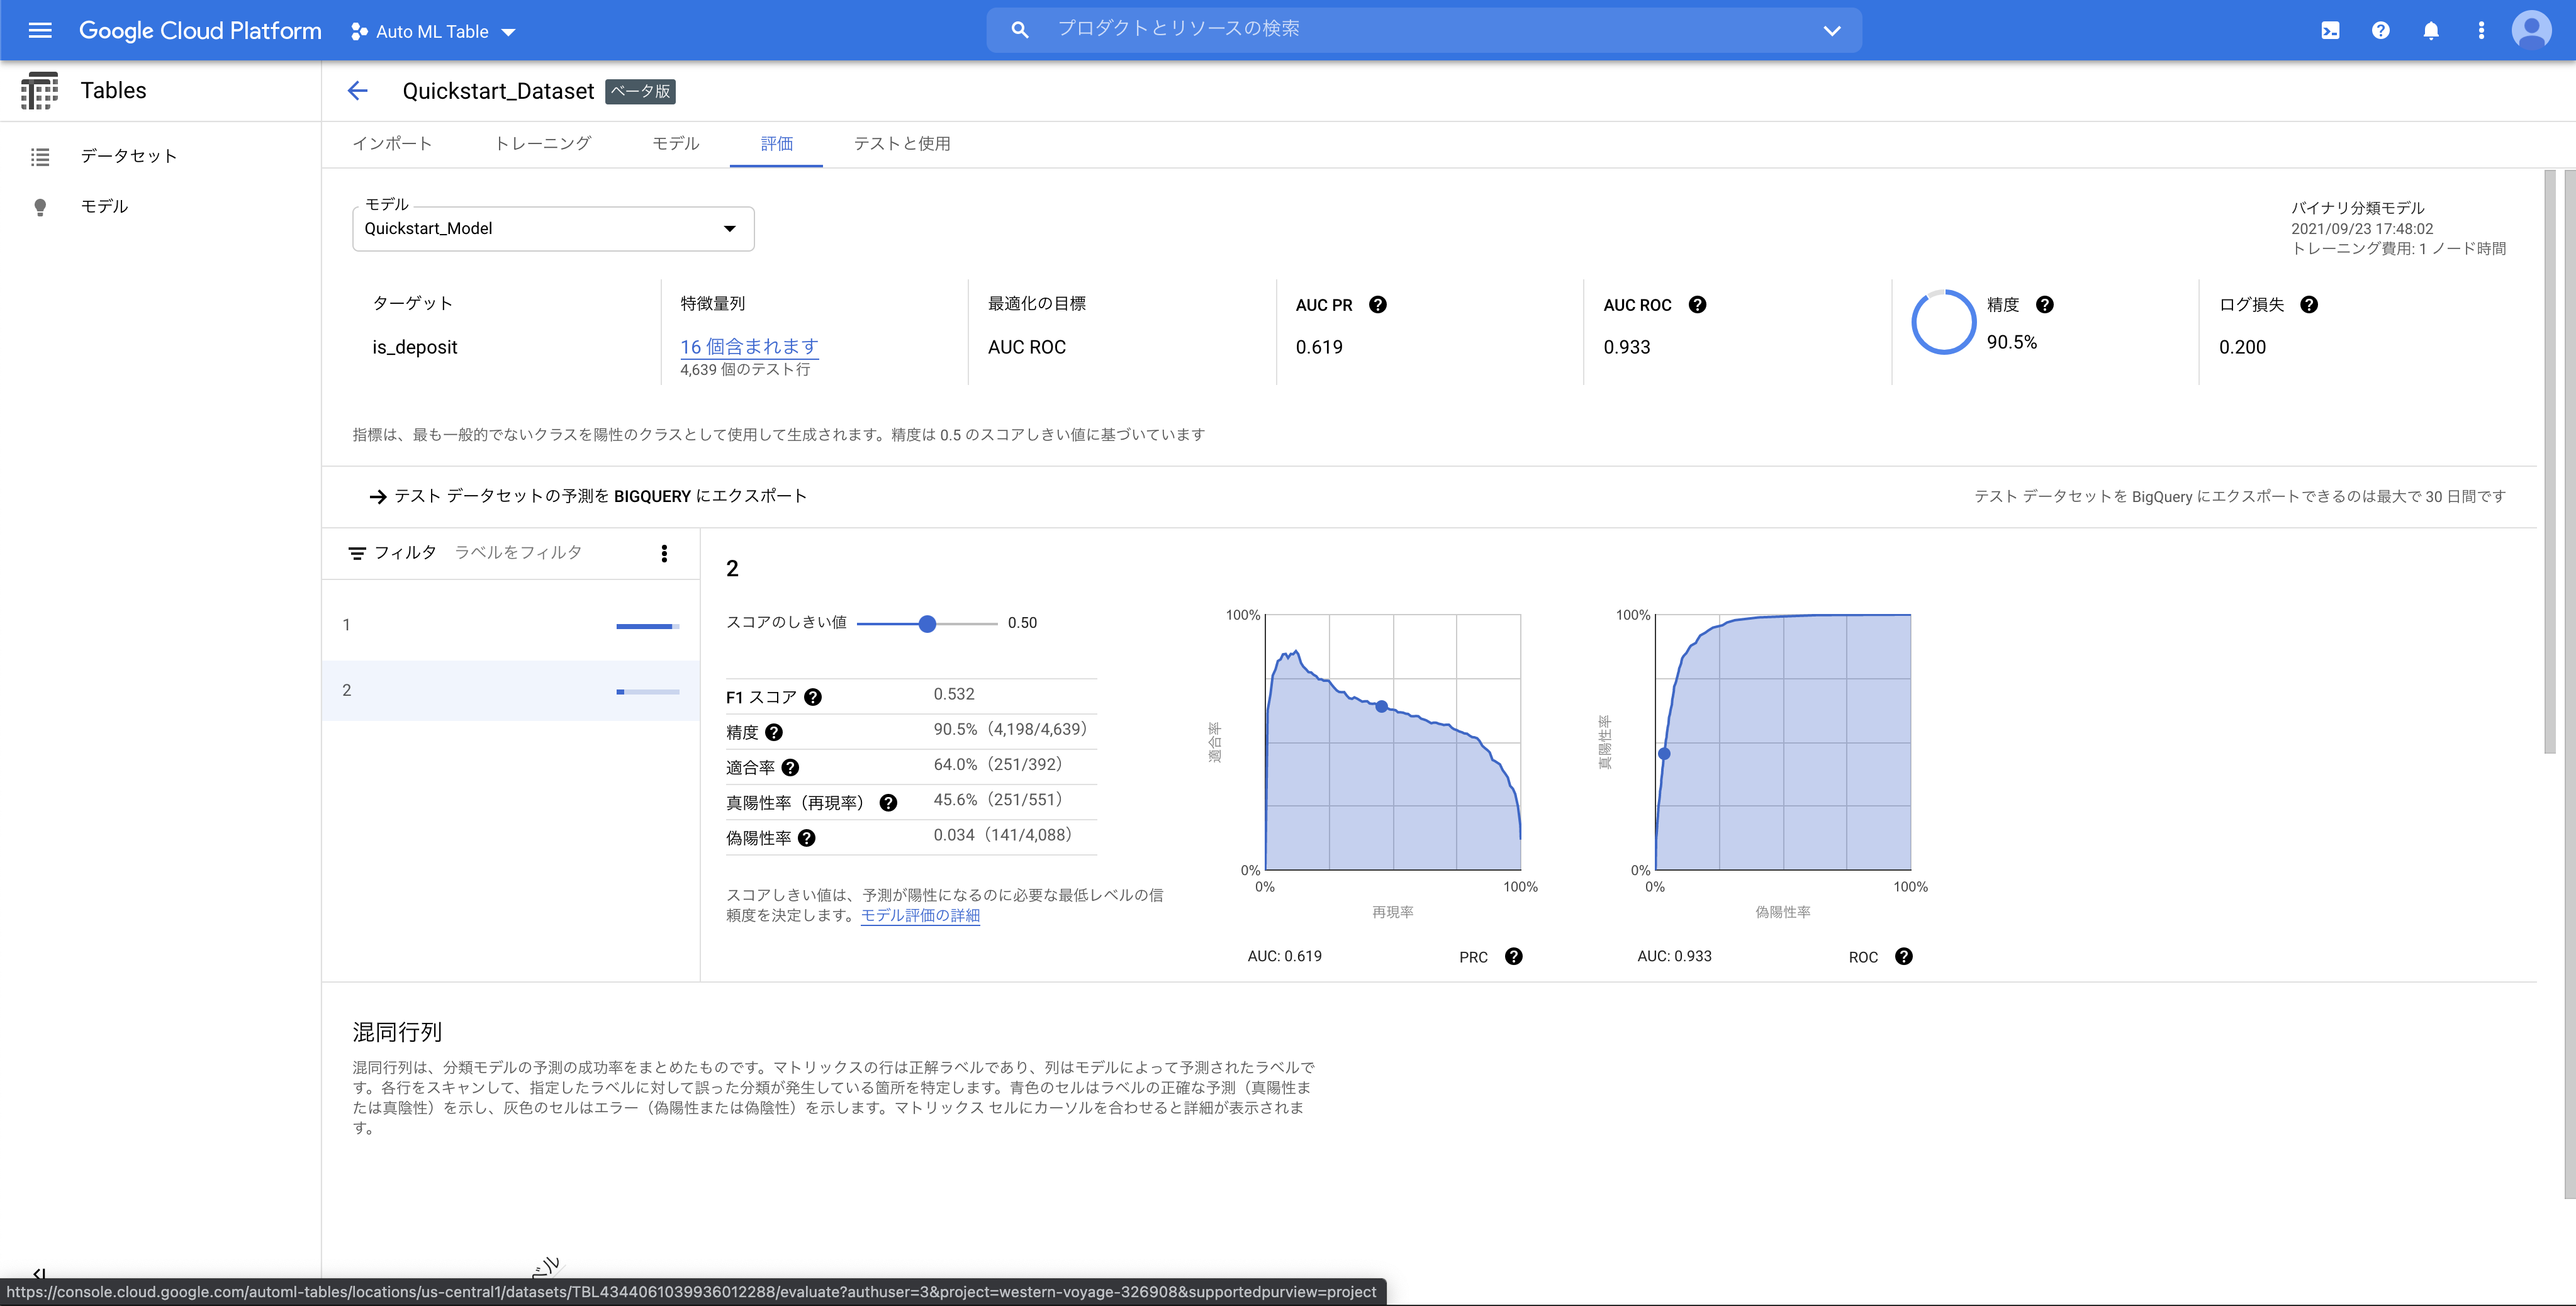 Google Cloud Platform
Auto ML Table
プロダクトとリソースの検索
Tables
Quickstart_Dataset
ベータ版
データセット
モデル
インポート
トレーニング
モデル
評価
テストと使用
モデル
Quickstart_Model
バイナリ分類モデル
2021/09/23 17:48:02
トレーニング費用: 1 ノード時間
ターゲット
is_deposit
特徴量列
16 個含まれます
4,639 個のテスト行
最適化の目標
AUC ROC
AUC PR
0.619
AUC ROC
0.933
精度
90.5%
ログ損失
0.200
指標は、最も一般的でないクラスを陽性のクラスとして使用して生成されます。精度は 0.5 のスコアしきい値に基づいています
テスト データセットの予測を BIGQUERY にエクスポート
テスト データセットを BigQuery にエクスポートできるのは最大で 30 日間です
フィルタ ラベルをフィルタ
1
2
2
スコアのしきい値 0.50
F1 スコア 0.532
精度 90.5%（4,198/4,639）
適合率 64.0%（251/392）
真陽性率（再現率） 45.6%（251/551）
偽陽性率 0.034（141/4,088）
スコアしきい値は、予測が陽性になるのに必要な最低レベルの信
頼度を決定します。モデル評価の詳細
100%
適合率
0%
0%
100%
再現率
AUC: 0.619
PRC
100%
真陽性率
0%
0%
100%
偽陽性率
AUC: 0.933
ROC
混同行列
混同行列は、分類モデルの予測の成功率をまとめたものです。マトリックスの行は正解ラベルであり、列はモデルによって予測されたラベルで
す。各行をスキャンして、指定したラベルに対して誤った分類が発生している箇所を特定します。青色のセルはラベルの正確な予測（真陽性ま
たは真陰性）を示し、灰色のセルはエラー（偽陽性または偽陰性）を示します。マトリックス セルにカーソルを合わせると詳細が表示されま
す。
ベル
https://console.cloud.google.com/automl-tables/locations/us-central1/datasets/TBL4344061039936012288/evaluate?authuser=3&project=western-voyage-326908&supportedpurview=project